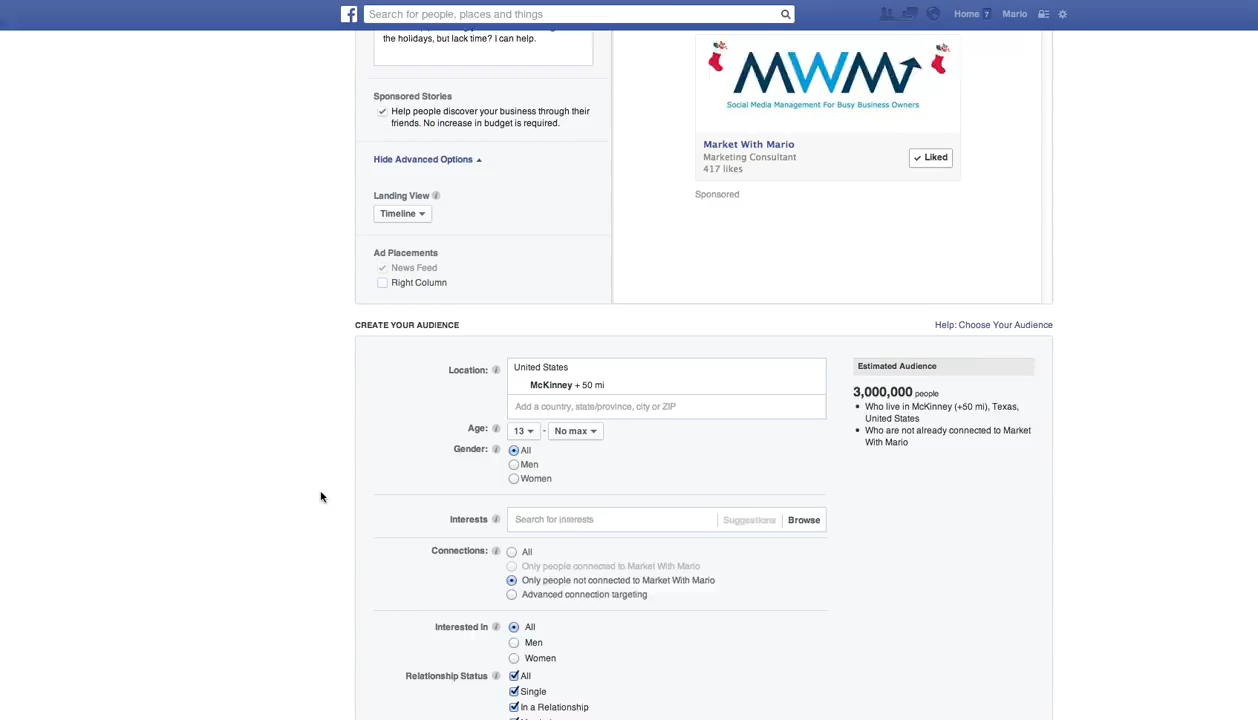 Search for people, places and things
Home 7 Mario
the holidays, but lack time? I can help.
MWM
Social Media Management For Busy Business Owners
Sponsored Stories
Help people discover your business through their
friends. No increase in budget is required.
Market With Mario
Marketing Consultant
417 likes
Liked
Hide Advanced Options
Sponsored
Landing View
Timeline
Ad Placements
News Feed
Right Column
CREATE YOUR AUDIENCE
Help: Choose Your Audience
Location:
United States
McKinney + 50 mi
Add a country, state/province, city or ZIP
Age: 13 - No max
Gender: All
Men
Women
Interests Search for interests Suggestions Browse
Connections: All
Only people connected to Market With Mario
Only people not connected to Market With Mario
Advanced connection targeting
Interested In All
Men
Women
Relationship Status All
Single
In a Relationship
Estimated Audience
3,000,000 people
Who live in McKinney (+50 mi), Texas,
United States
Who are not already connected to Market
With Mario